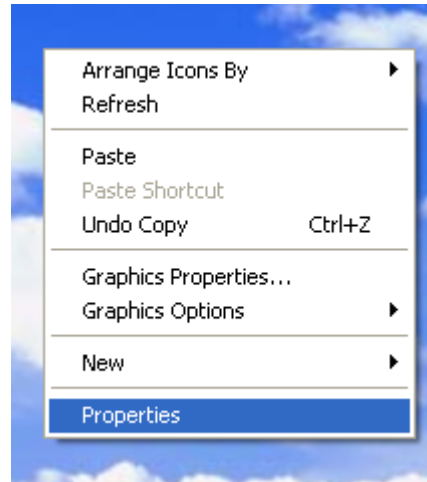 Arrange Icons By
Refresh
Paste
Paste Shortcut
Undo Copy Ctrl+Z
Graphics Properties...
Graphics Options
New
Properties